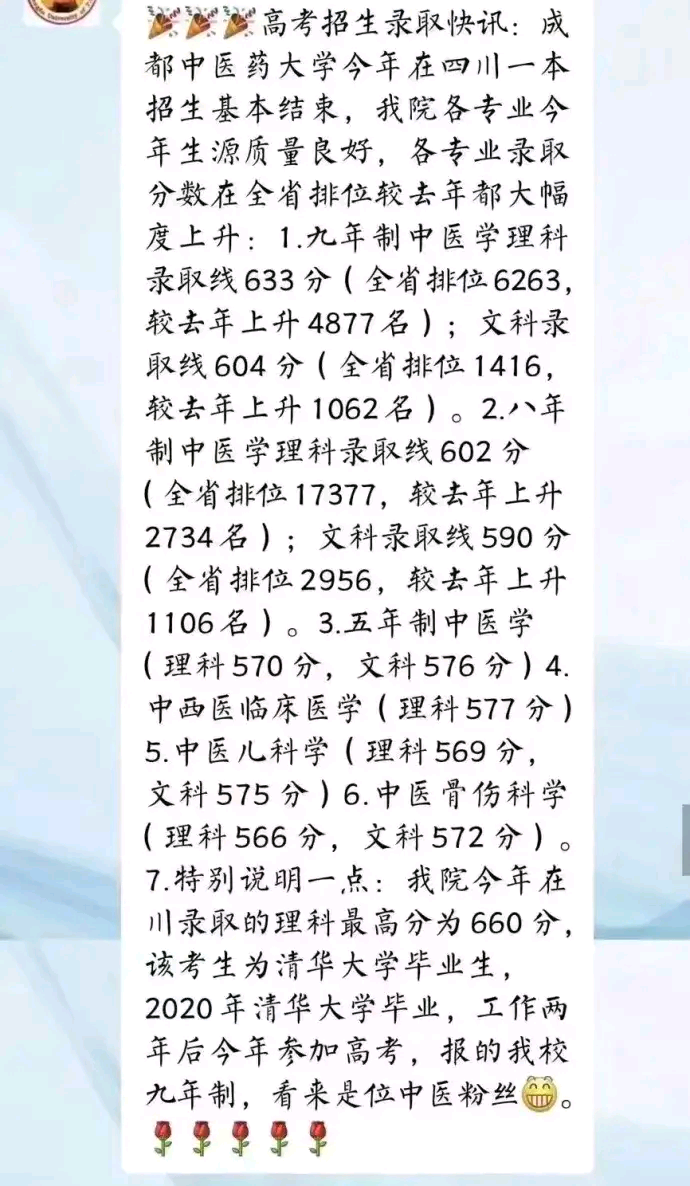 高考招生录取快讯：成
都中医药大学今年在四川一本
招生基本结束，我院各专业今
年生源质量良好，各专业录取
分数在全省排位较去年都大幅
度上升：1.九年制中医学理科
录取线633分（全省排位6263，
较去年上升4877名）；文科录
取线604分（全省排位1416，
较去年上升1062名）。2.八年
制中医学理科录取线602分
（全省排位17377，较去年上升
2734名）；文科录取线590分
（全省排位2956，较去年上升
1106名）。3.五年制中医学
（理科570分，文科576分）4.
中西医临床医学（理科577分）
5.中医儿科学（理科569分，
文科575分）6.中医骨伤科学
（理科566分，文科572分）。
7.特别说明一点：我院今年在
川录取的理科最高分为660分，
该考生为清华大学毕业生，
2020年清华大学毕业，工作两
年后今年参加高考，报的我校
九年制，看来是位中医粉丝😁。